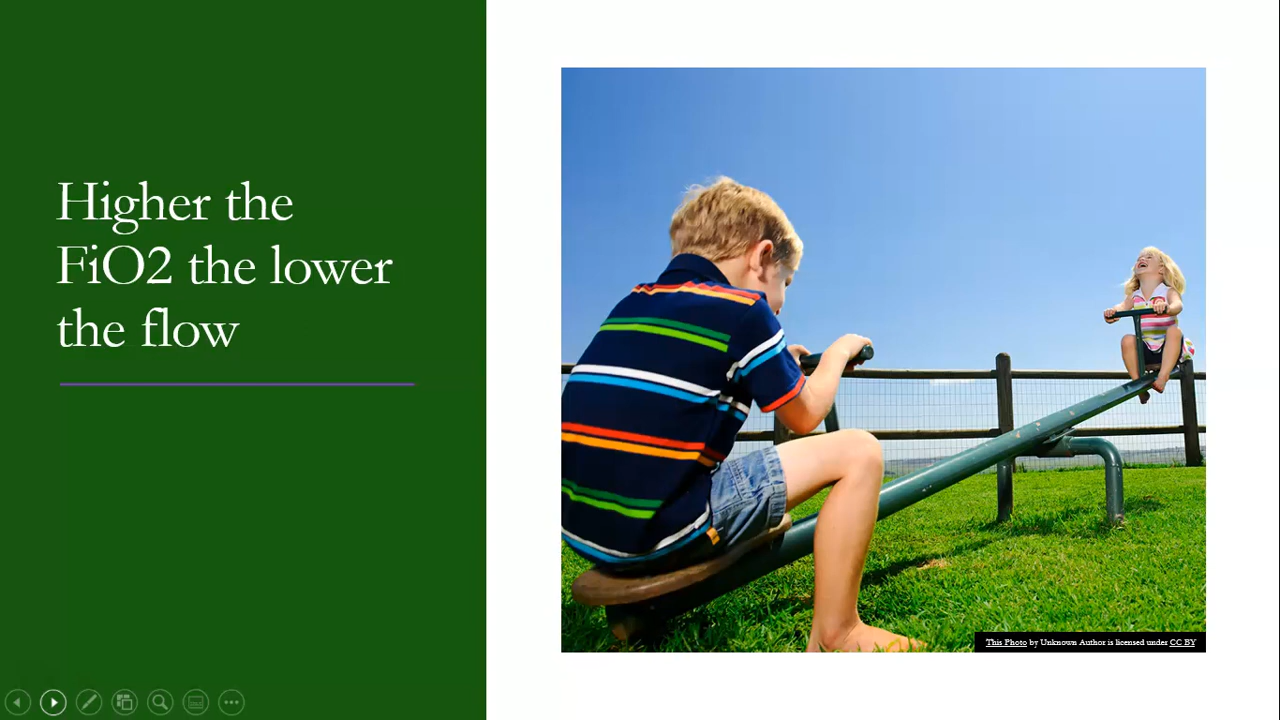 Higher the
FiO2 the lower
the flow
This Photo by Unknown Author is licensed under CC BY